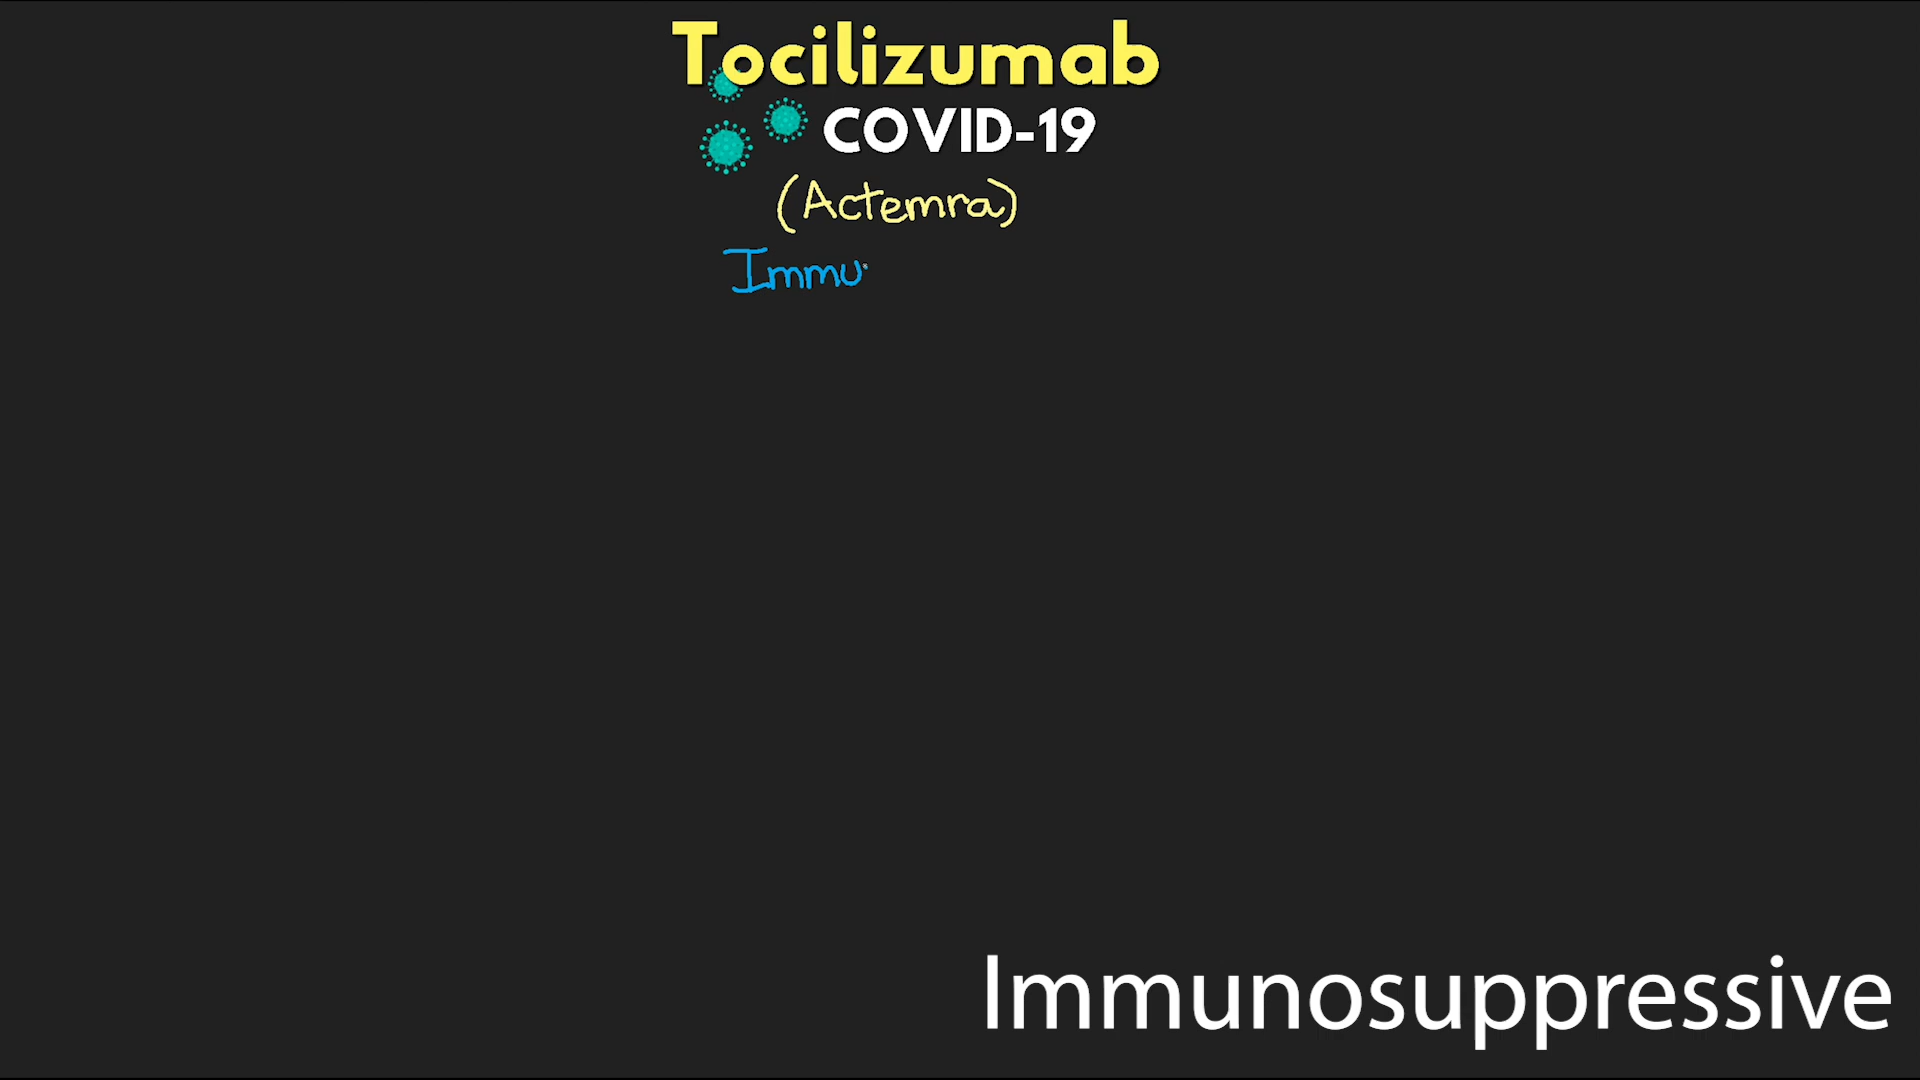 Tocilizumab
COVID-19
(Actemra)
Immu
Immunosuppressive